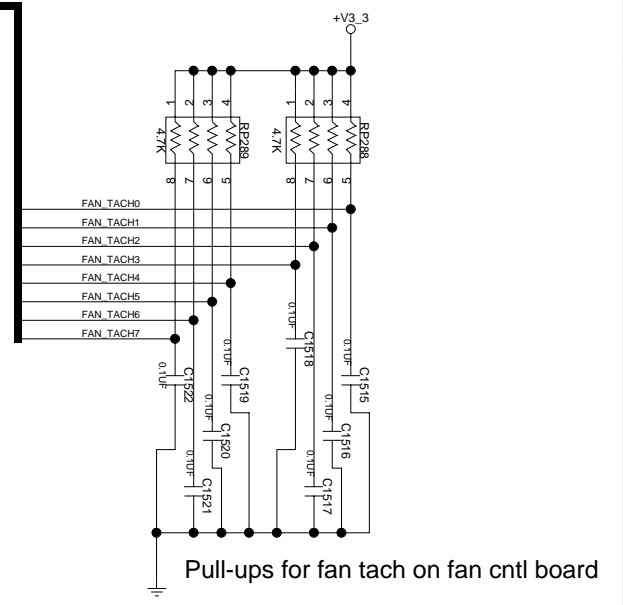 +V3_3
1 2 3 4
1 2 3 4
4.7K
RP289
4.7K
RP288
8 7 6 5
8 7 6 5
FAN_TACH0
FAN_TACH1
FAN_TACH2
FAN_TACH3
FAN_TACH4
FAN_TACH5
FAN_TACH6
FAN_TACH7
0.1UF
C1518
0.1UF
C1522
0.1UF
C1519
0.1UF
C1515
0.1UF
C1520
0.1UF
C1516
0.1UF
C1521
0.1UF
C1517
Pull-ups for fan tach on fan cntl board